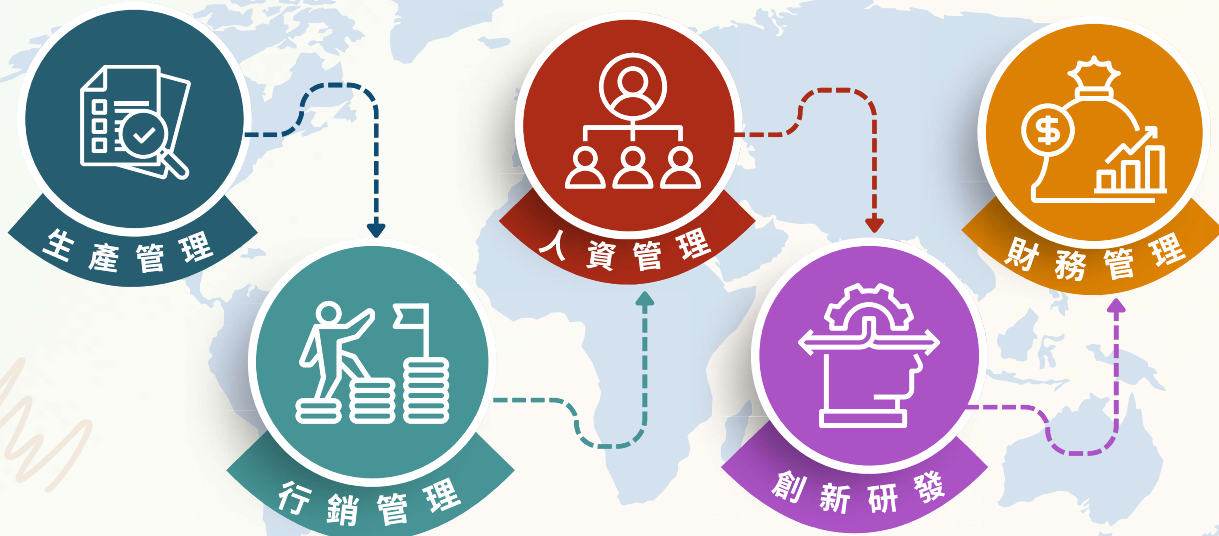 生產管理
行銷管理
人資管理
創新研發
財務管理